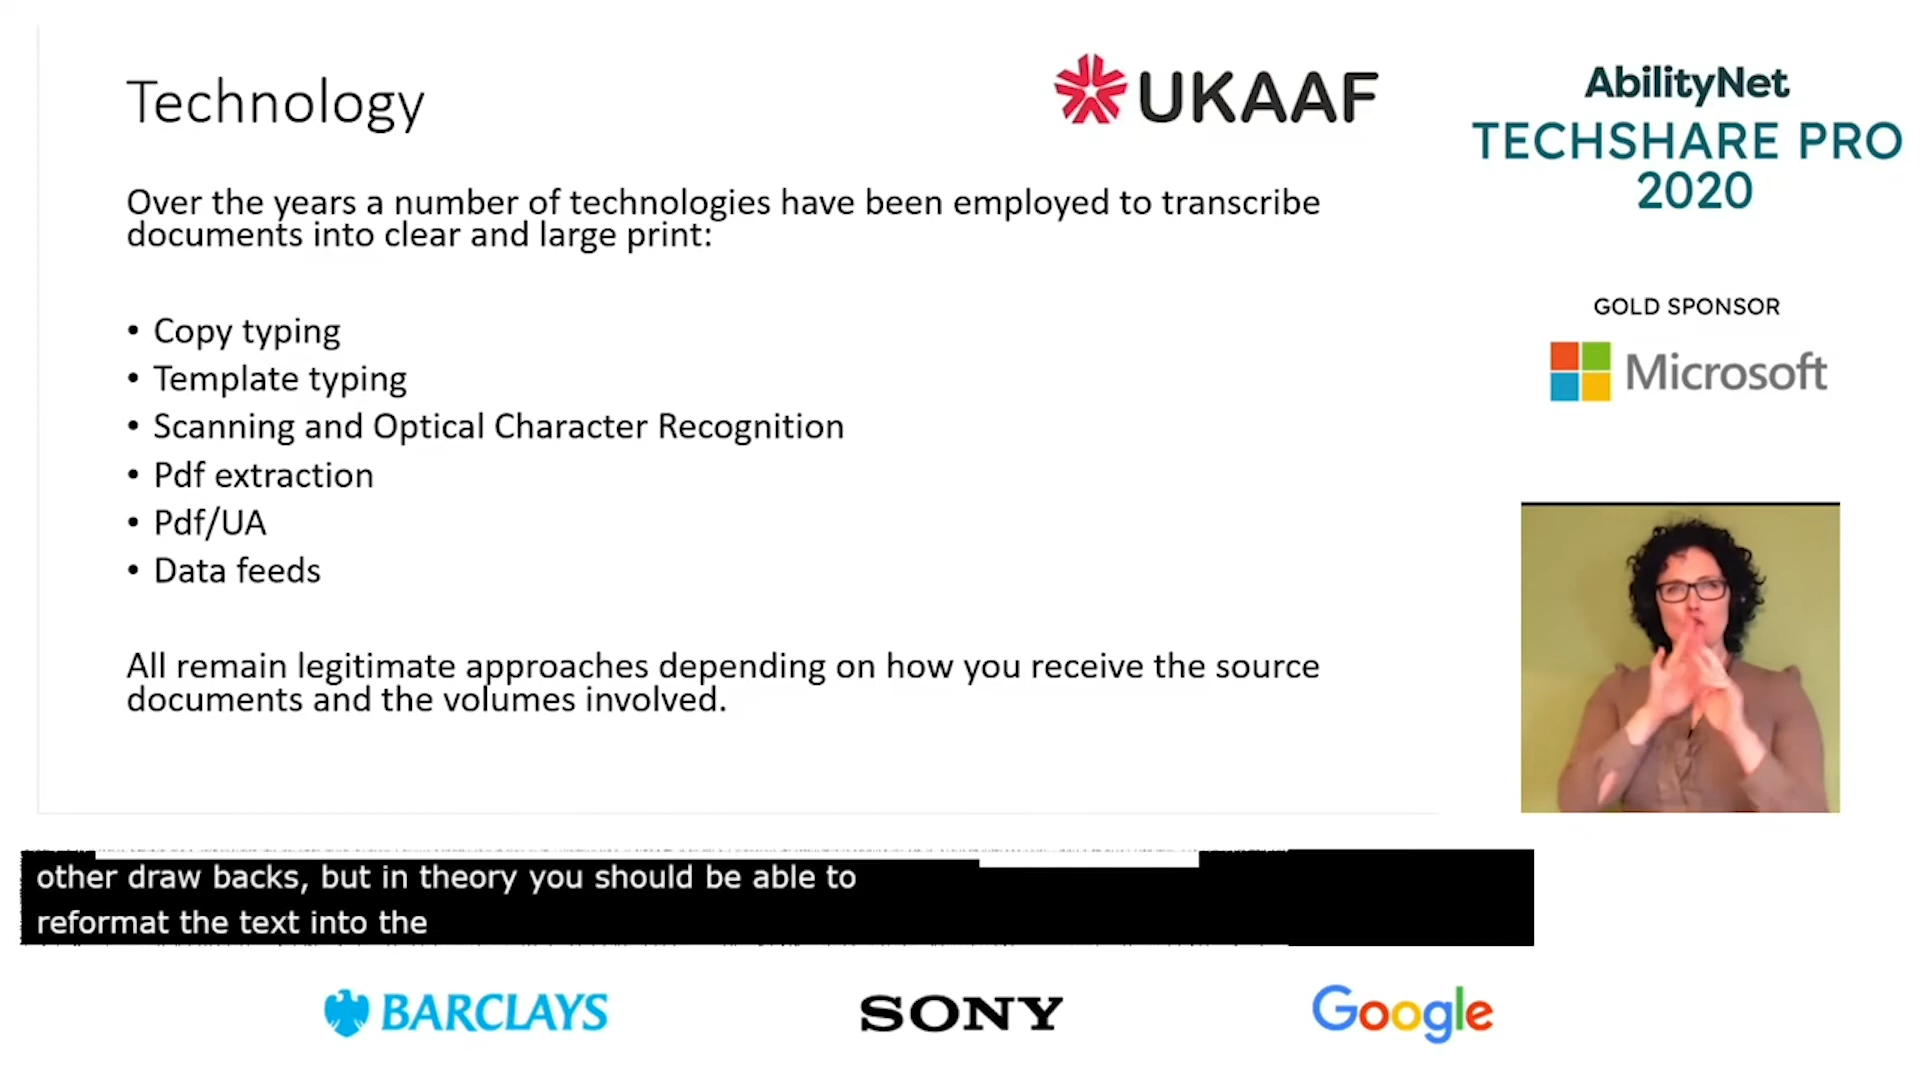 Technology
UKAAF
AbilityNet
TECHSHARE PRO
2020
Over the years a number of technologies have been employed to transcribe
documents into clear and large print:
• Copy typing
• Template typing
• Scanning and Optical Character Recognition
• Pdf extraction
• Pdf/UA
• Data feeds
All remain legitimate approaches depending on how you receive the source
documents and the volumes involved.
GOLD SPONSOR
Microsoft
other draw backs, but in theory you should be able to
reformat the text into the
BARCLAYS
SONY
Google